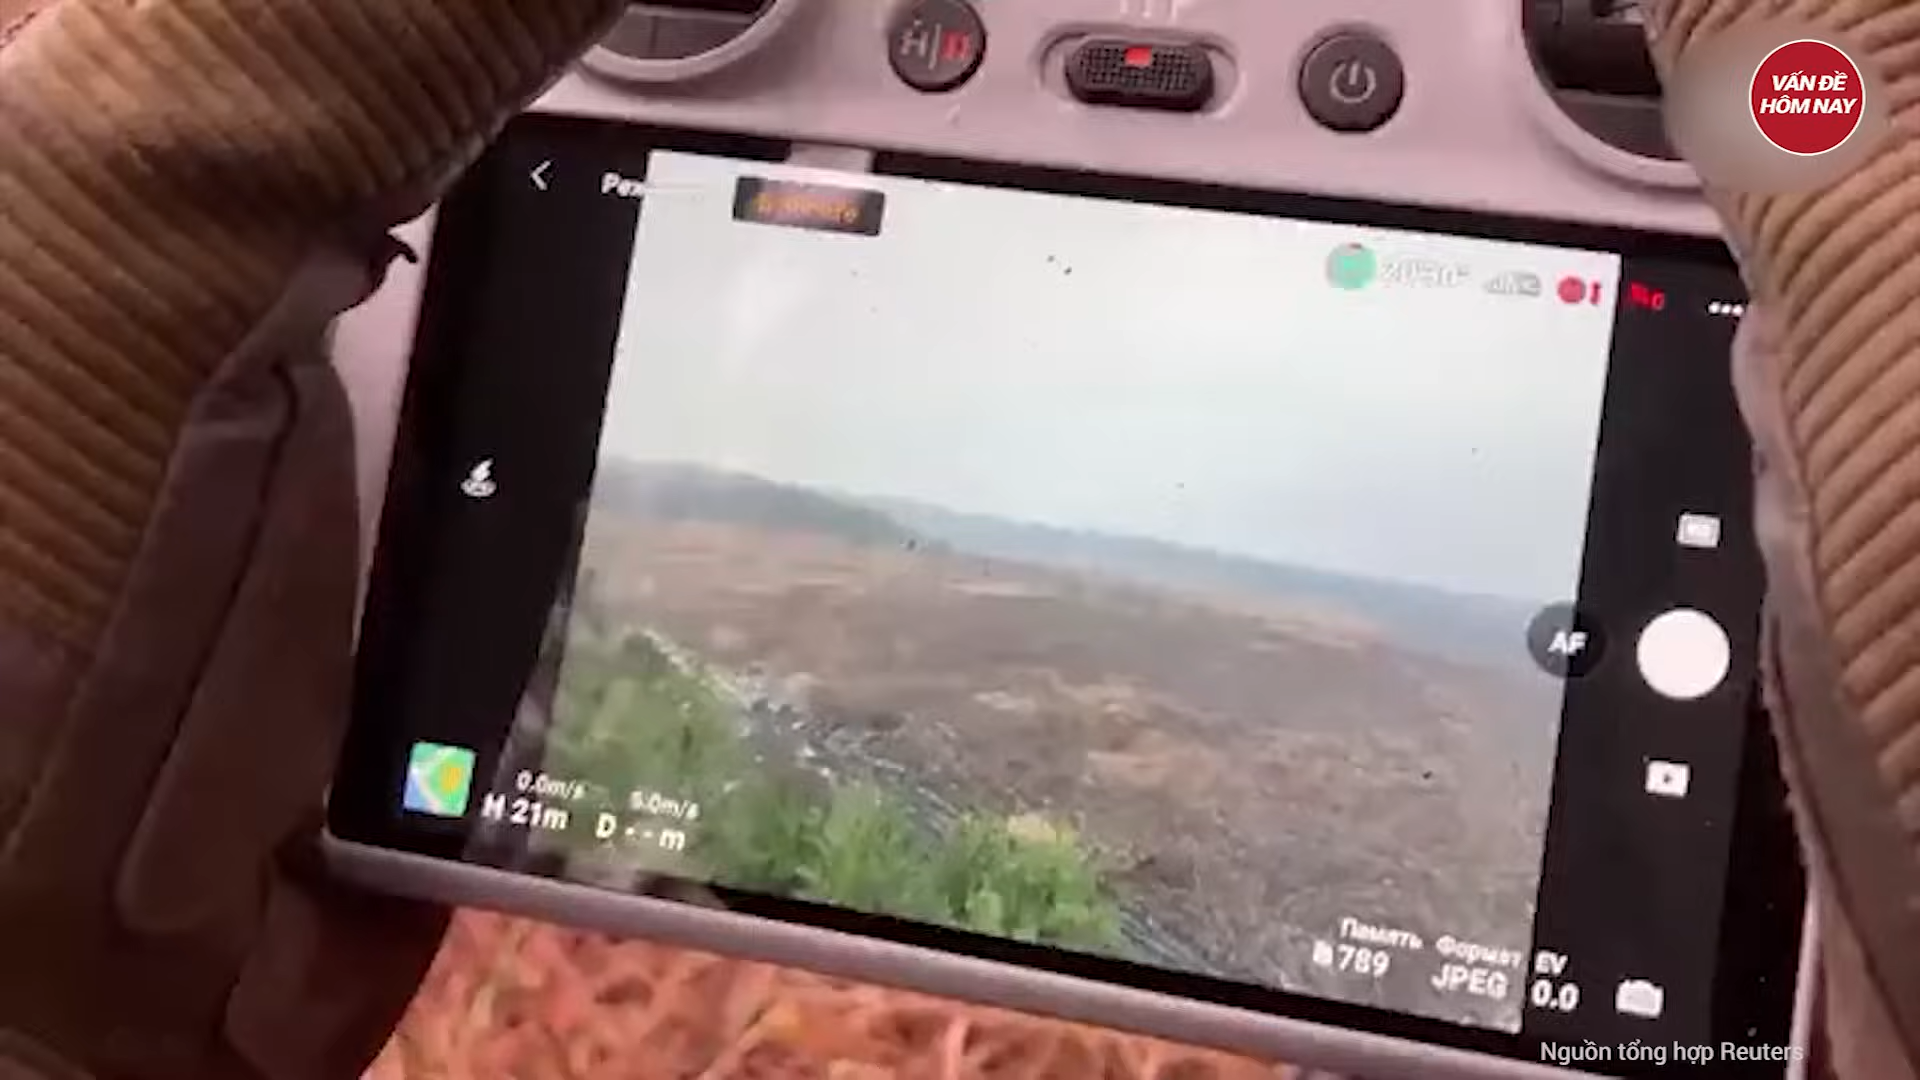 VẤN ĐỀ
HÔM NAY
AF
0.0m/s 5.0m/s
H 21m D - - m
Память Формат EV
789 JPEG 0.0
Nguồn tổng hợp Reuters